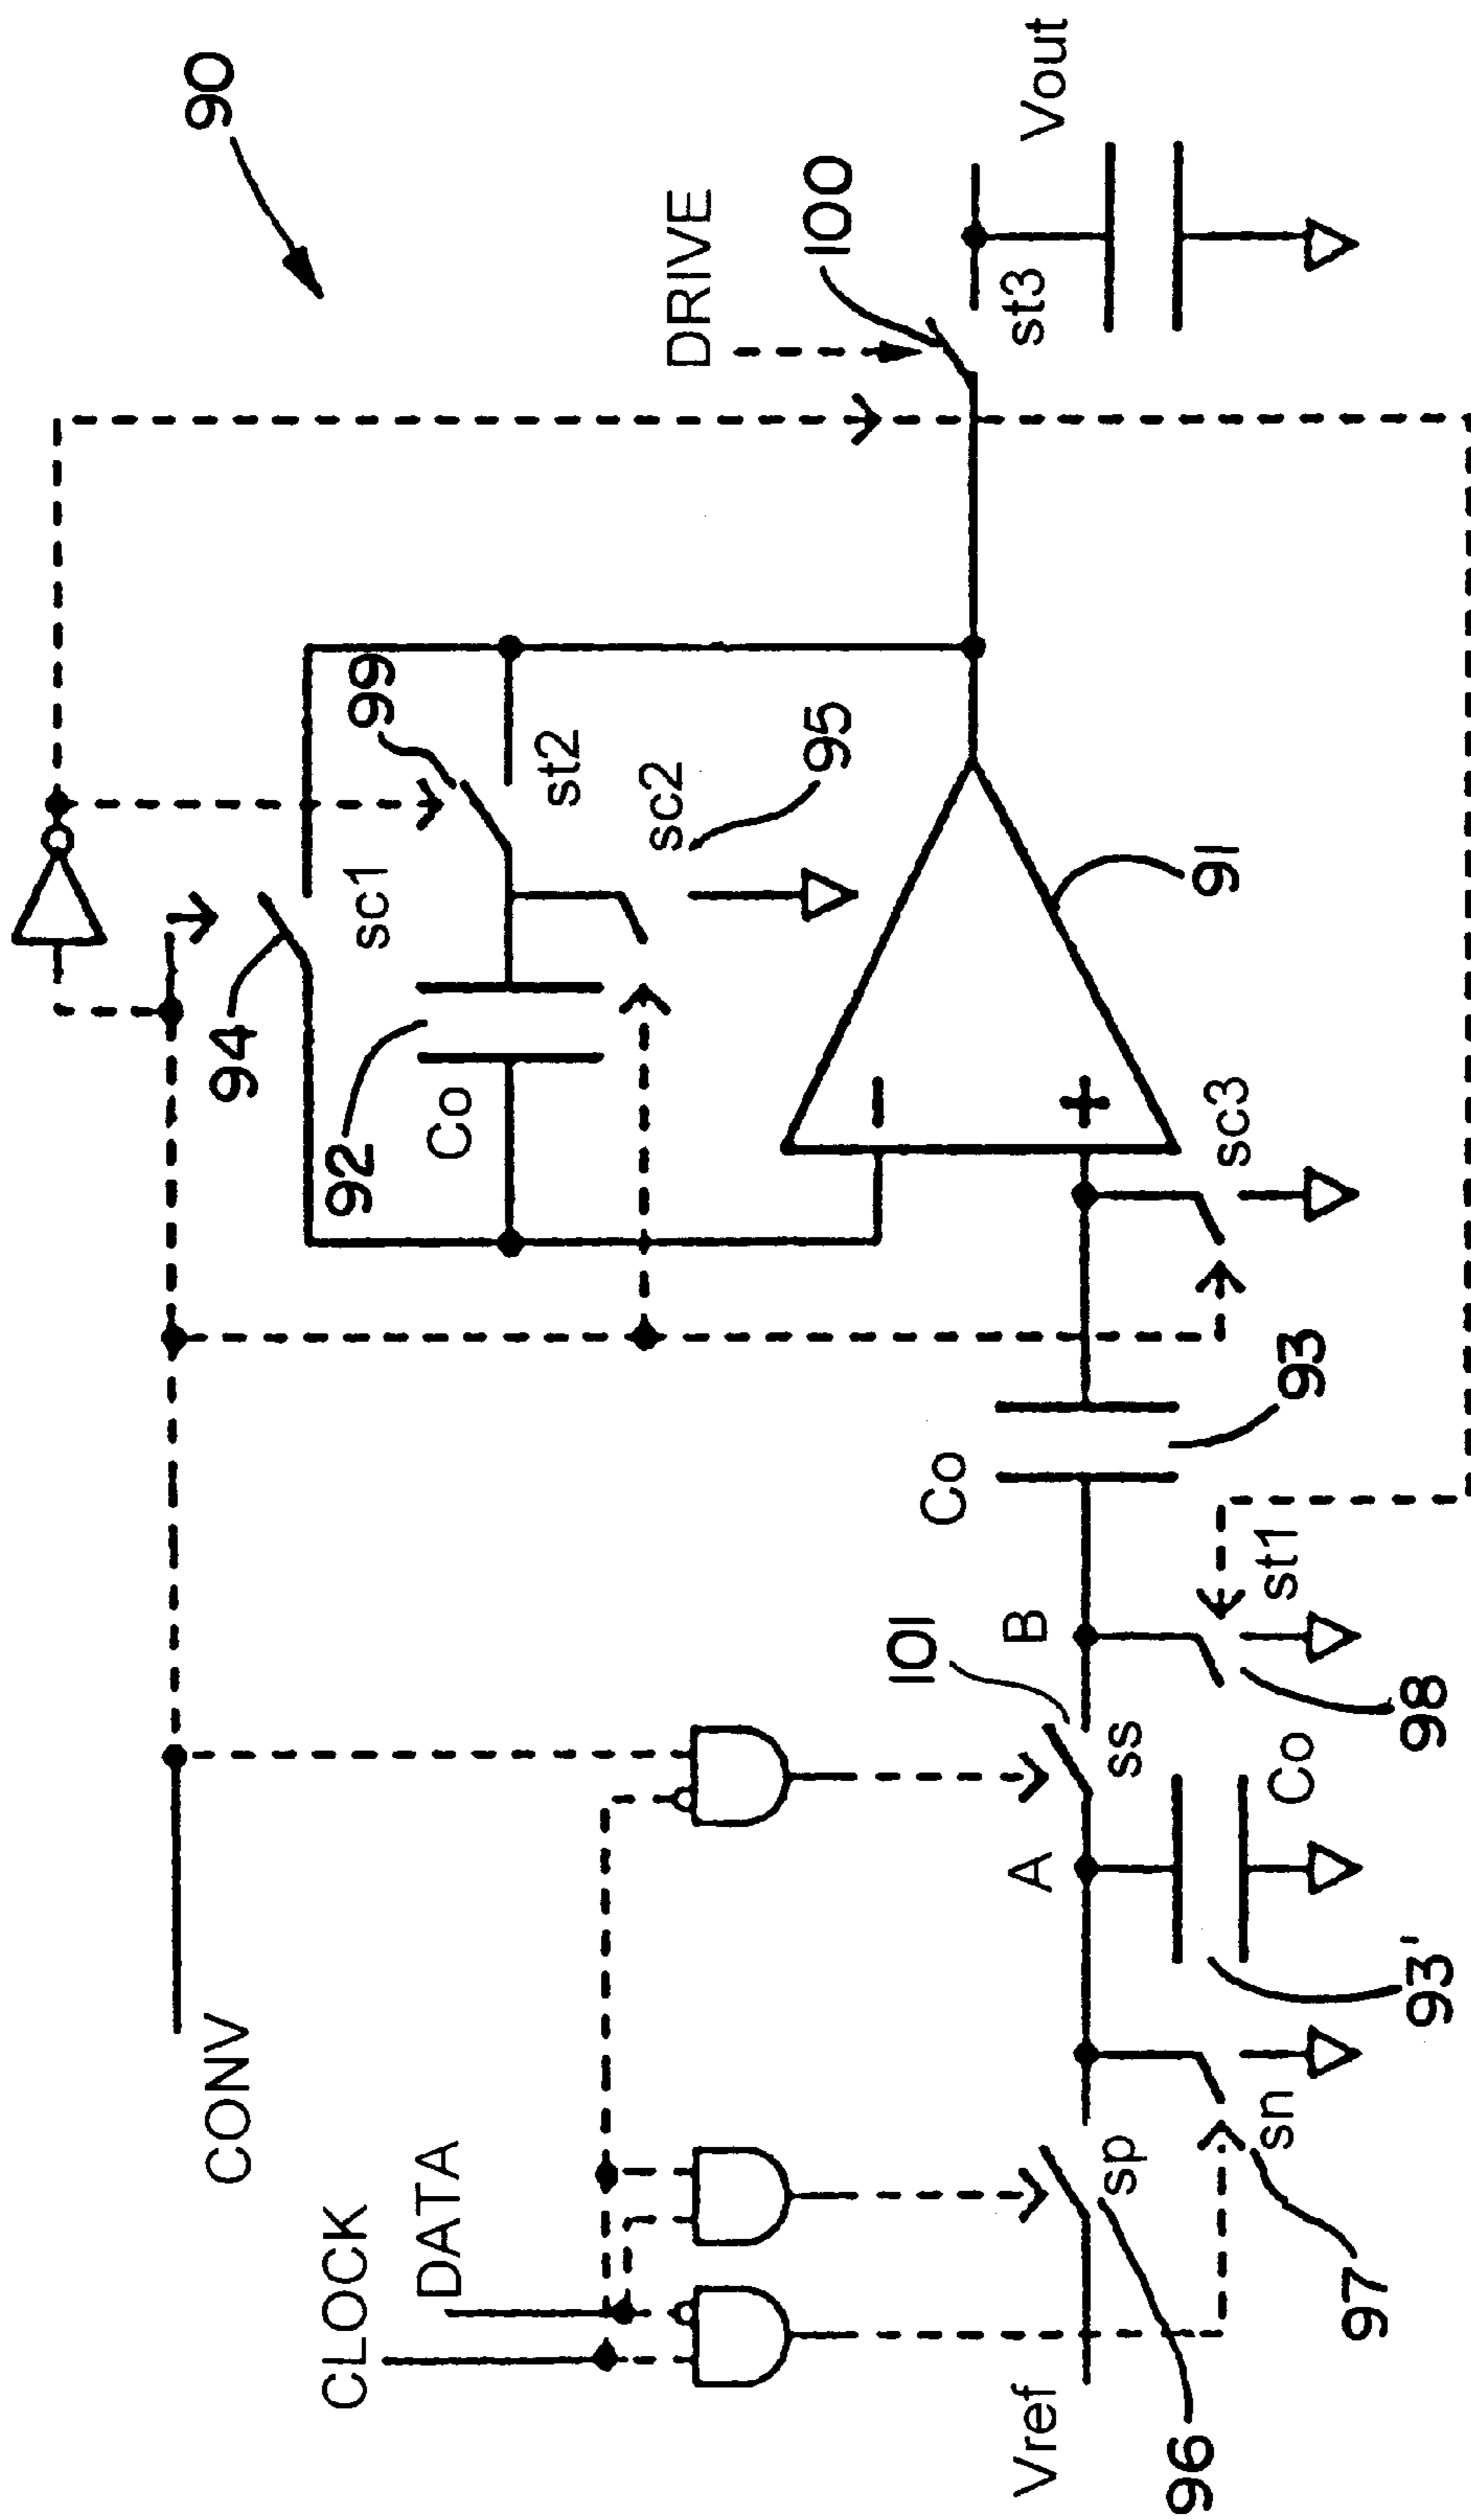 90
CONV
CLOCK
DATA
94
sc1
99
92
Co
st2
sc2
95
DRIVE
100
Vout
st3
−
+
91
sc3
Co
93
101
B
st1
98
ss
A
Co
93'
sn
97
sp
Vref
96